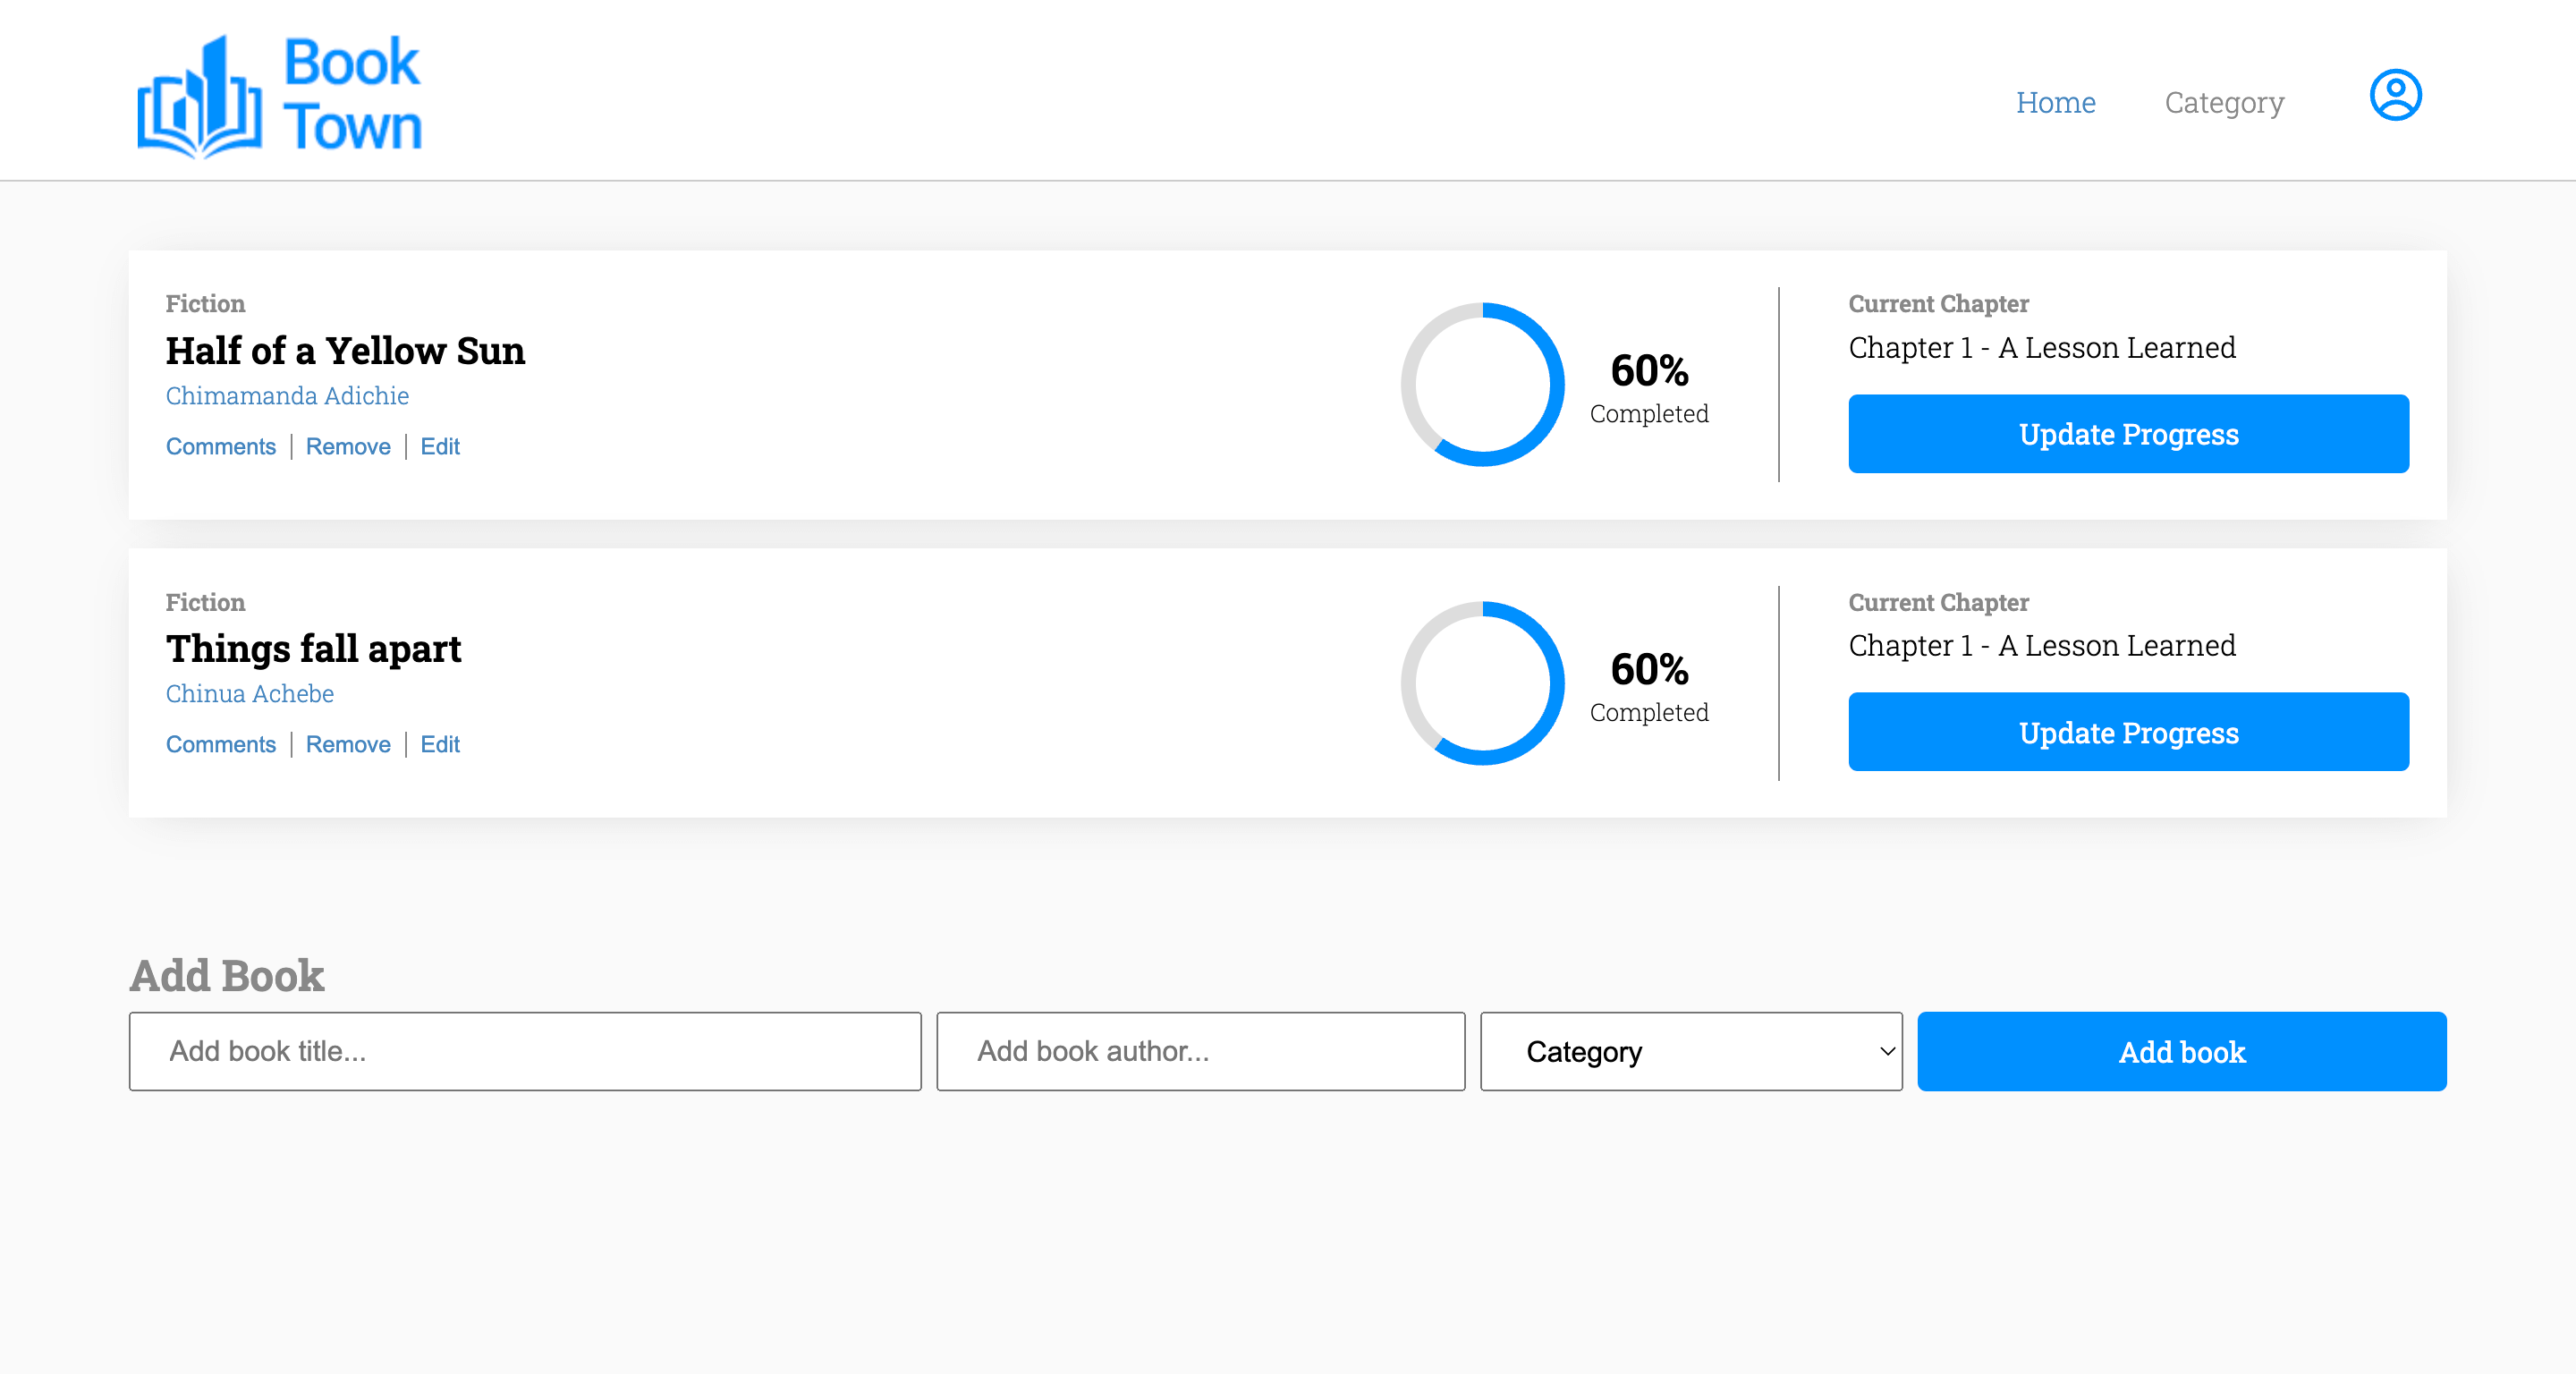 Book
Town
Home
Category
Fiction
Half of a Yellow Sun
Chimamanda Adichie
Comments | Remove | Edit
60%
Completed
Current Chapter
Chapter 1 - A Lesson Learned
Update Progress
Fiction
Things fall apart
Chinua Achebe
Comments | Remove | Edit
60%
Completed
Current Chapter
Chapter 1 - A Lesson Learned
Update Progress
Add Book
Add book title...
Add book author...
Category
Add book